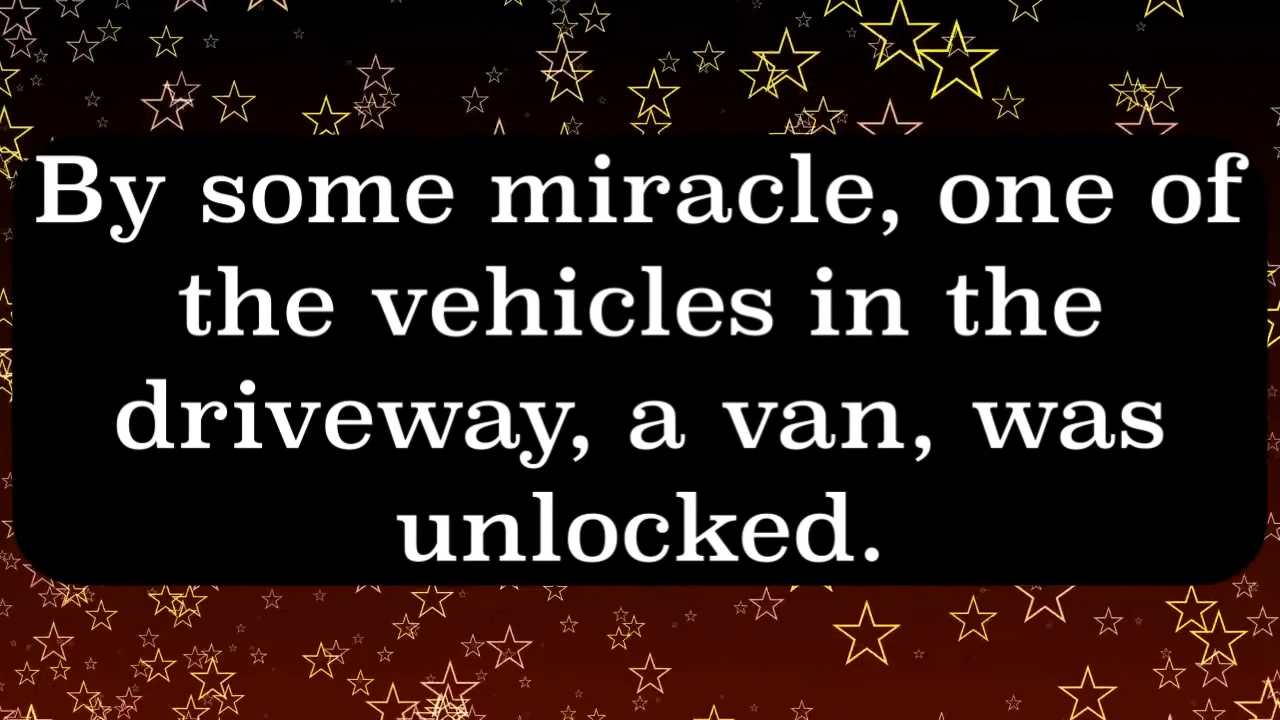 By some miracle, one of
the vehicles in the
driveway, a van, was
unlocked.